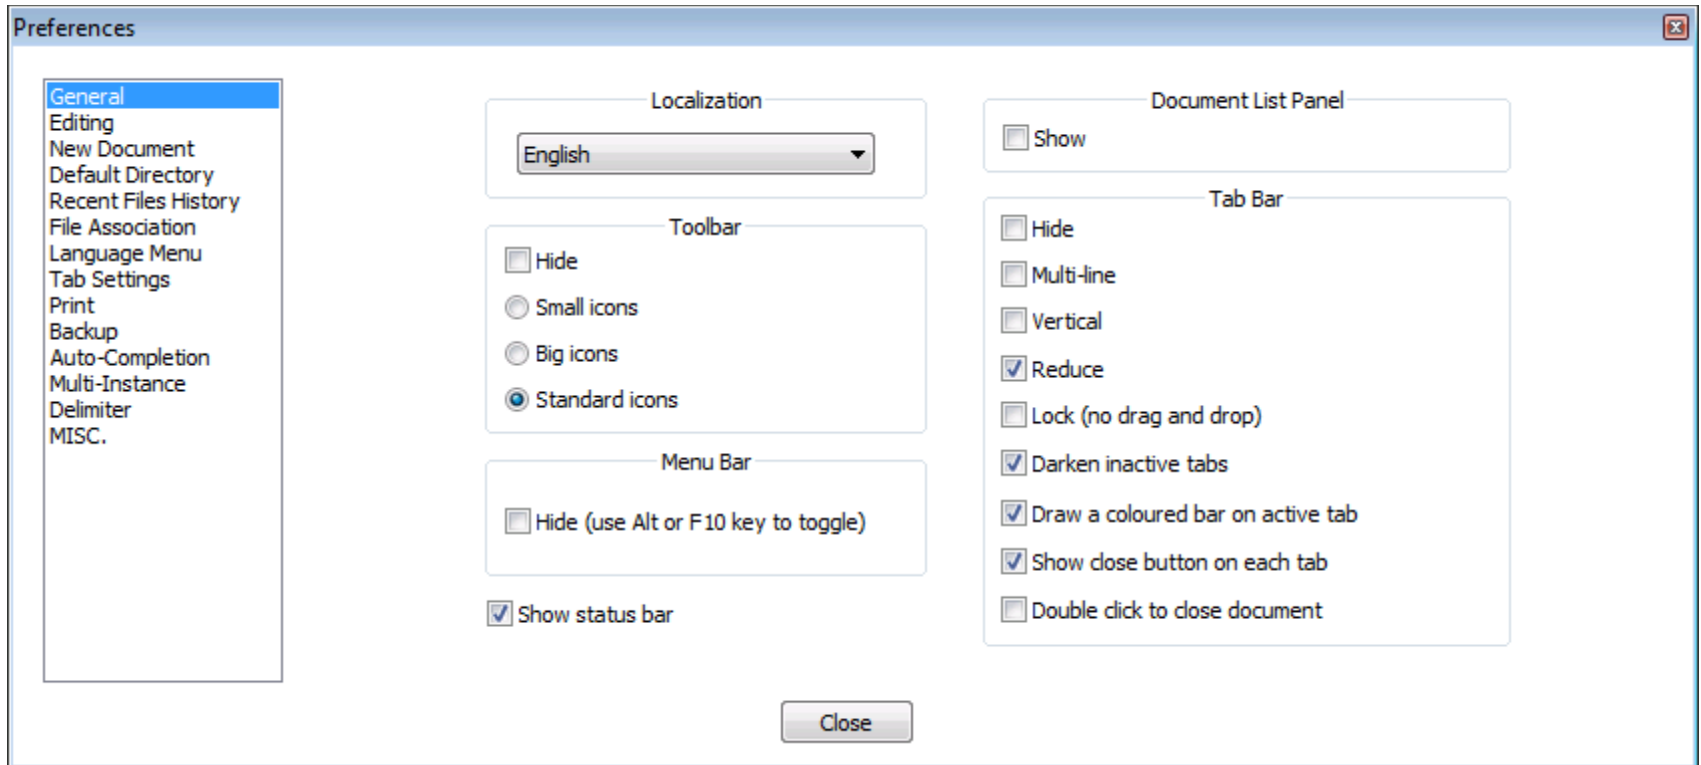 Preferences
General
Editing
New Document
Default Directory
Recent Files History
File Association
Language Menu
Tab Settings
Print
Backup
Auto-Completion
Multi-Instance
Delimiter
MISC.
Localization
English
Toolbar
Hide
Small icons
Big icons
Standard icons
Menu Bar
Hide (use Alt or F10 key to toggle)
Show status bar
Document List Panel
Show
Tab Bar
Hide
Multi-line
Vertical
Reduce
Lock (no drag and drop)
Darken inactive tabs
Draw a coloured bar on active tab
Show close button on each tab
Double click to close document
Close